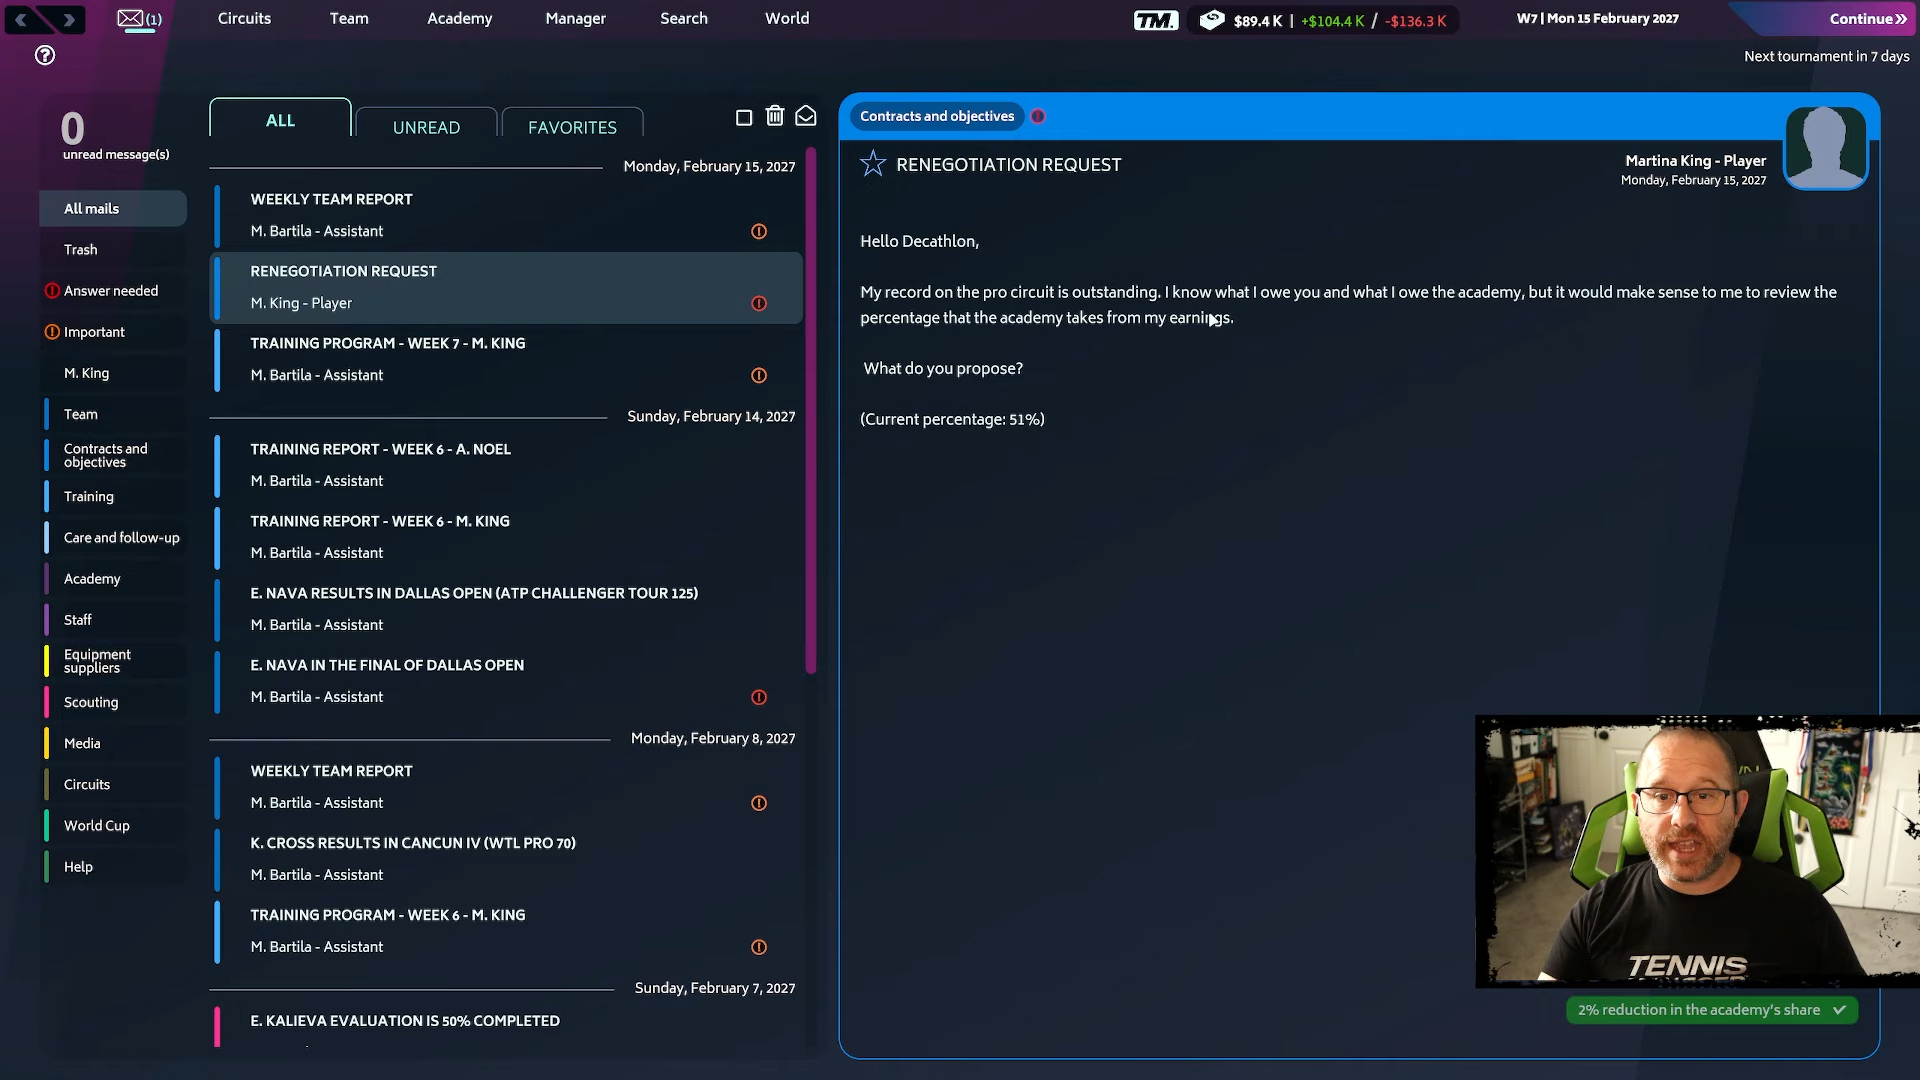 (1)
Circuits
Team
Academy
Manager
Search
World
TM.
$89.4 K | +$104.4 K / -$136.3 K
W7 | Mon 15 February 2027
Continue
Next tournament in 7 days
0
unread message(s)
All mails
Trash
Answer needed
Important
M. King
Team
Contracts and
objectives
Training
Care and follow-up
Academy
Staff
Equipment
suppliers
Scouting
Media
Circuits
World Cup
Help
ALL
UNREAD
FAVORITES
Monday, February 15, 2027
WEEKLY TEAM REPORT
M. Bartila - Assistant
RENEGOTIATION REQUEST
M. King - Player
TRAINING PROGRAM - WEEK 7 - M. KING
M. Bartila - Assistant
Sunday, February 14, 2027
TRAINING REPORT - WEEK 6 - A. NOEL
M. Bartila - Assistant
TRAINING REPORT - WEEK 6 - M. KING
M. Bartila - Assistant
E. NAVA RESULTS IN DALLAS OPEN (ATP CHALLENGER TOUR 125)
M. Bartila - Assistant
E. NAVA IN THE FINAL OF DALLAS OPEN
M. Bartila - Assistant
Monday, February 8, 2027
WEEKLY TEAM REPORT
M. Bartila - Assistant
K. CROSS RESULTS IN CANCUN IV (WTL PRO 70)
M. Bartila - Assistant
TRAINING PROGRAM - WEEK 6 - M. KING
M. Bartila - Assistant
Sunday, February 7, 2027
E. KALIEVA EVALUATION IS 50% COMPLETED
Contracts and objectives
RENEGOTIATION REQUEST
Martina King - Player
Monday, February 15, 2027
Hello Decathlon,
My record on the pro circuit is outstanding. I know what I owe you and what I owe the academy, but it would make sense to me to review the
percentage that the academy takes from my earnings.
What do you propose?
(Current percentage: 51%)
TENNIS
2% reduction in the academy's share